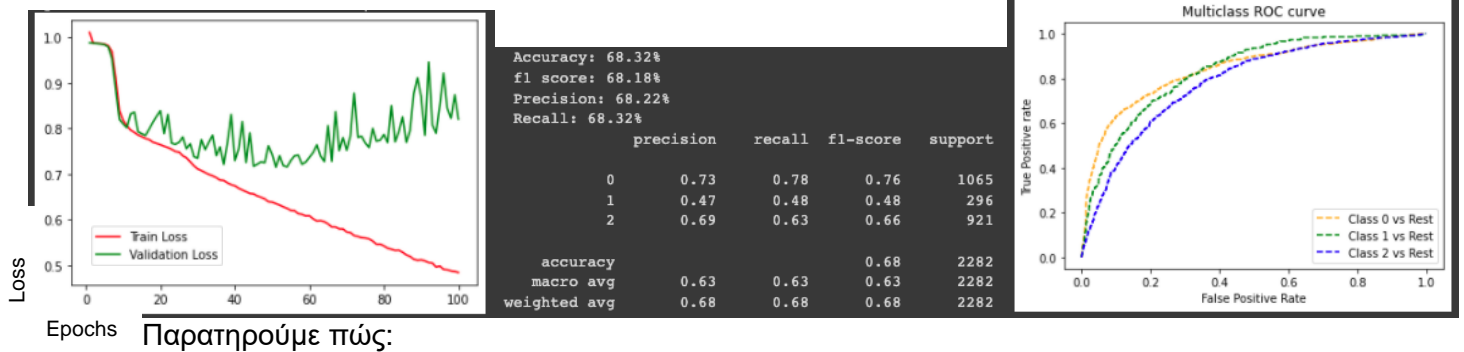 1.0
0.9
0.8
0.7
0.6
0.5
Loss
Train Loss
Validation Loss
0 20 40 60 80 100
Epochs
Accuracy: 68.32%
f1 score: 68.18%
Precision: 68.22%
Recall: 68.32%
precision recall f1-score support
0 0.73 0.78 0.76 1065
1 0.47 0.48 0.48 296
2 0.69 0.63 0.66 921
accuracy 0.68 2282
macro avg 0.63 0.63 0.63 2282
weighted avg 0.68 0.68 0.68 2282
Multiclass ROC curve
1.0
0.8
0.6
0.4
0.2
0.0
True Positive rate
Class 0 vs Rest
Class 1 vs Rest
Class 2 vs Rest
0.0 0.2 0.4 0.6 0.8 1.0
False Positive Rate
Παρατηρούμε πώς: